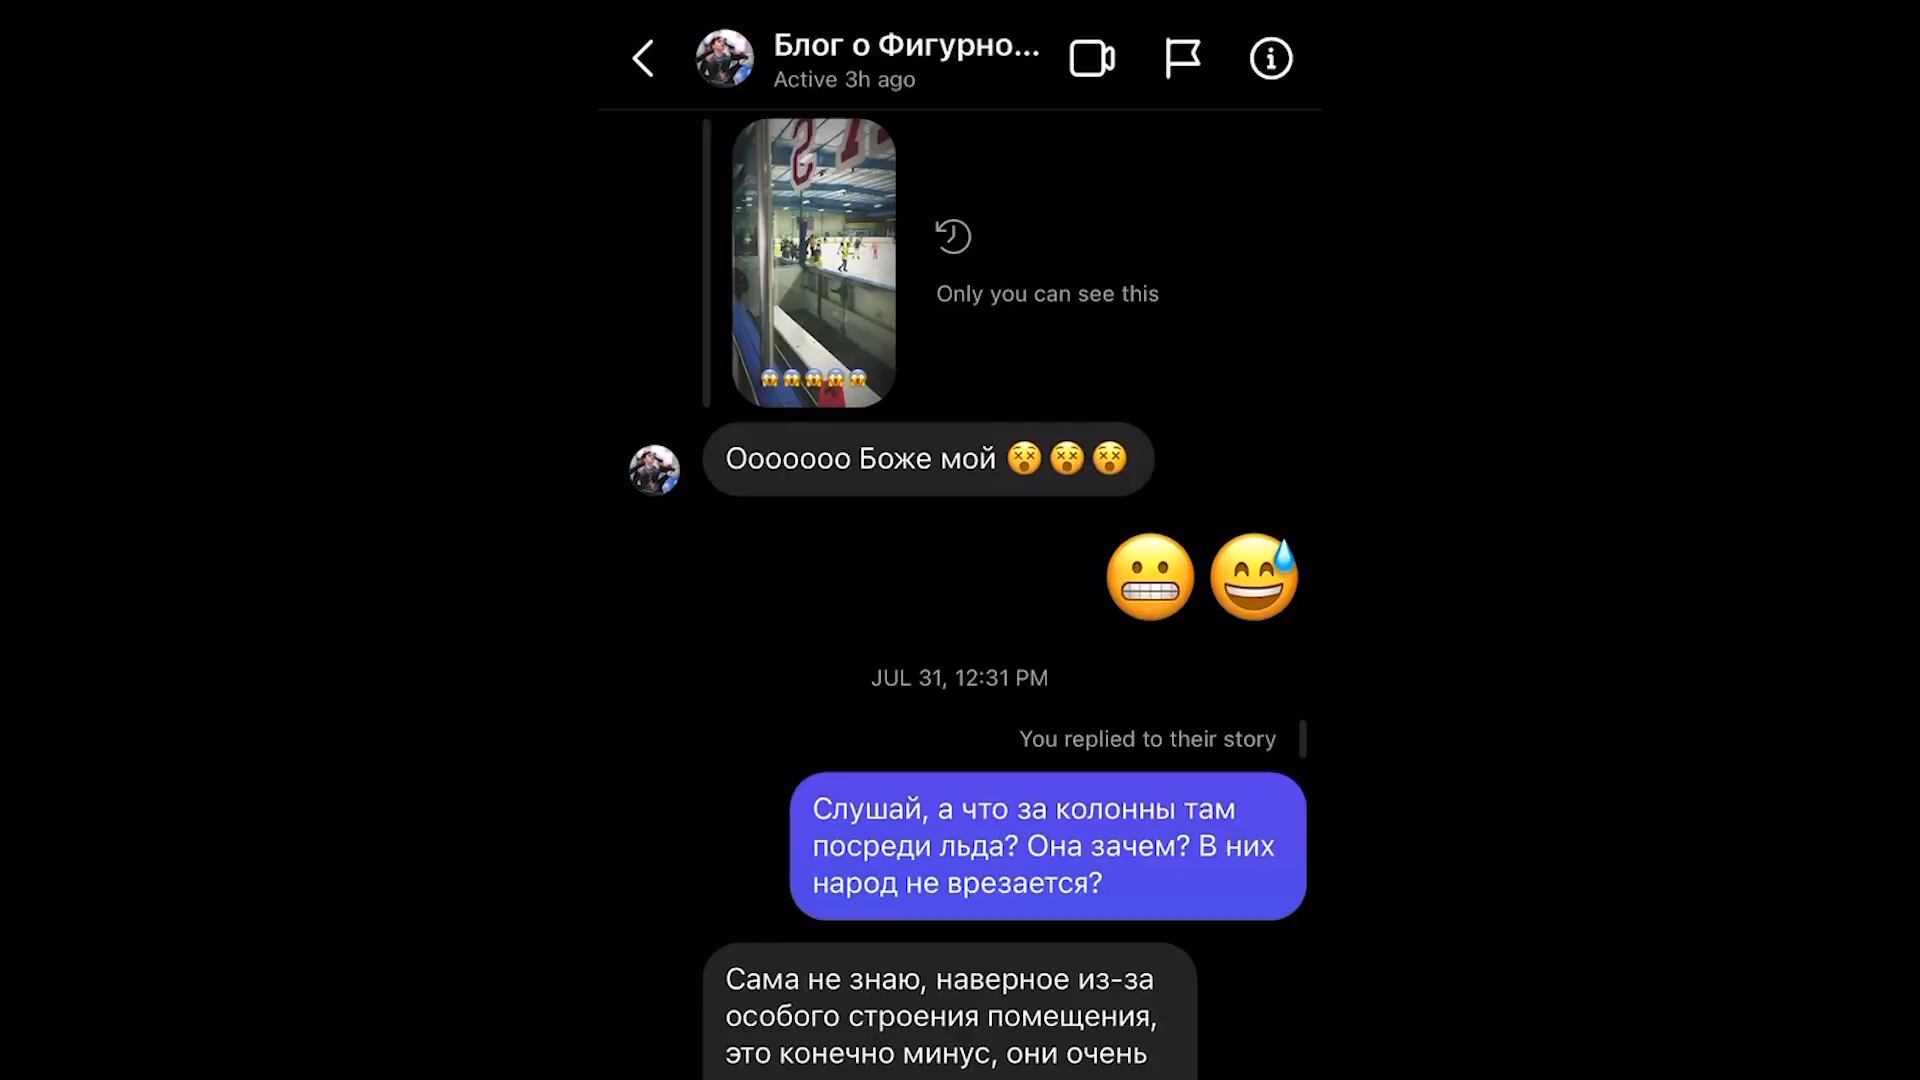 Блог о Фигурно...
Active 3h ago
Only you can see this
Ооооооо Боже мой 😵😵😵
😬😅
JUL 31, 12:31 PM
You replied to their story
Слушай, а что за колонны там
посреди льда? Она зачем? В них
народ не врезается?
Сама не знаю, наверное из-за
особого строения помещения,
это конечно минус, они очень